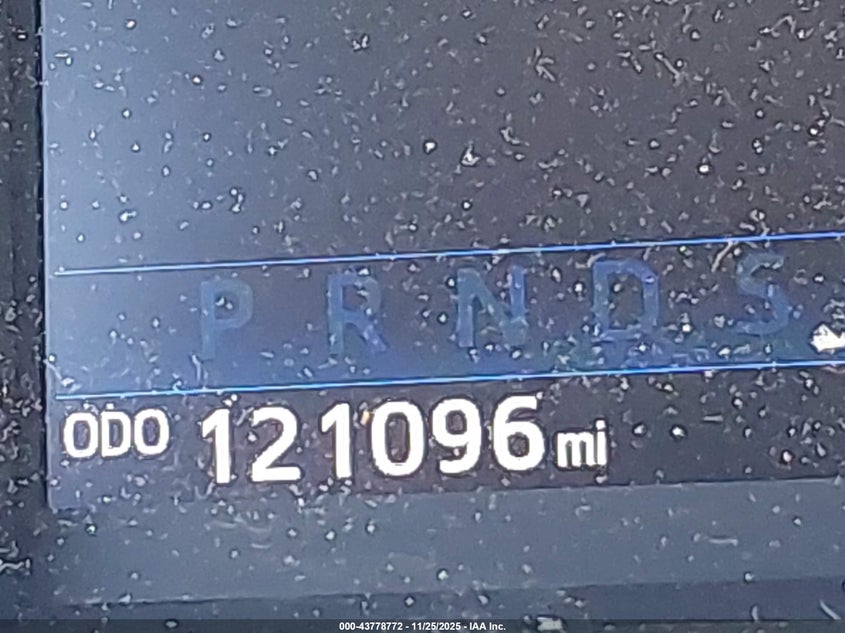 P R N D S
ODO 121096 mi
000-43778772 - 11/25/2025 - IAA Inc.